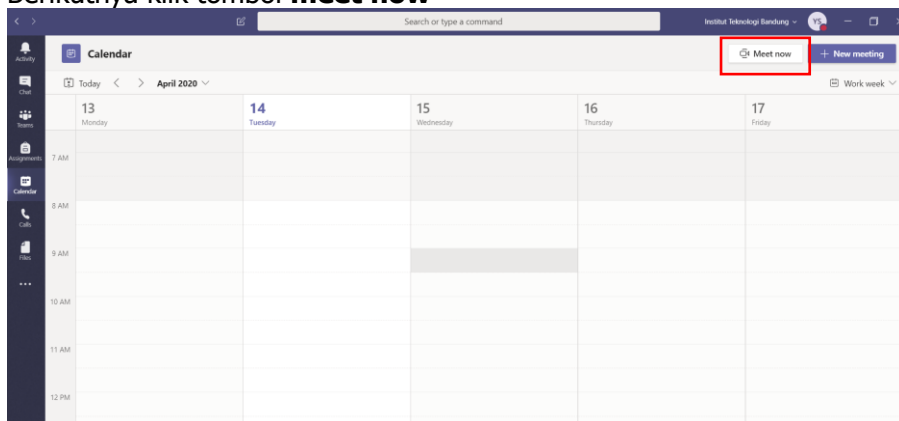 Berikutnya klik tombol meet now
Search or type a command
Institut Teknologi Bandung
YS
Activity
Calendar
Meet now
+ New meeting
Chat
Today
April 2020
Work week
Teams
13
Monday
14
Tuesday
15
Wednesday
16
Thursday
17
Friday
Assignments
7 AM
Calendar
8 AM
Calls
9 AM
Files
...
10 AM
11 AM
12 PM